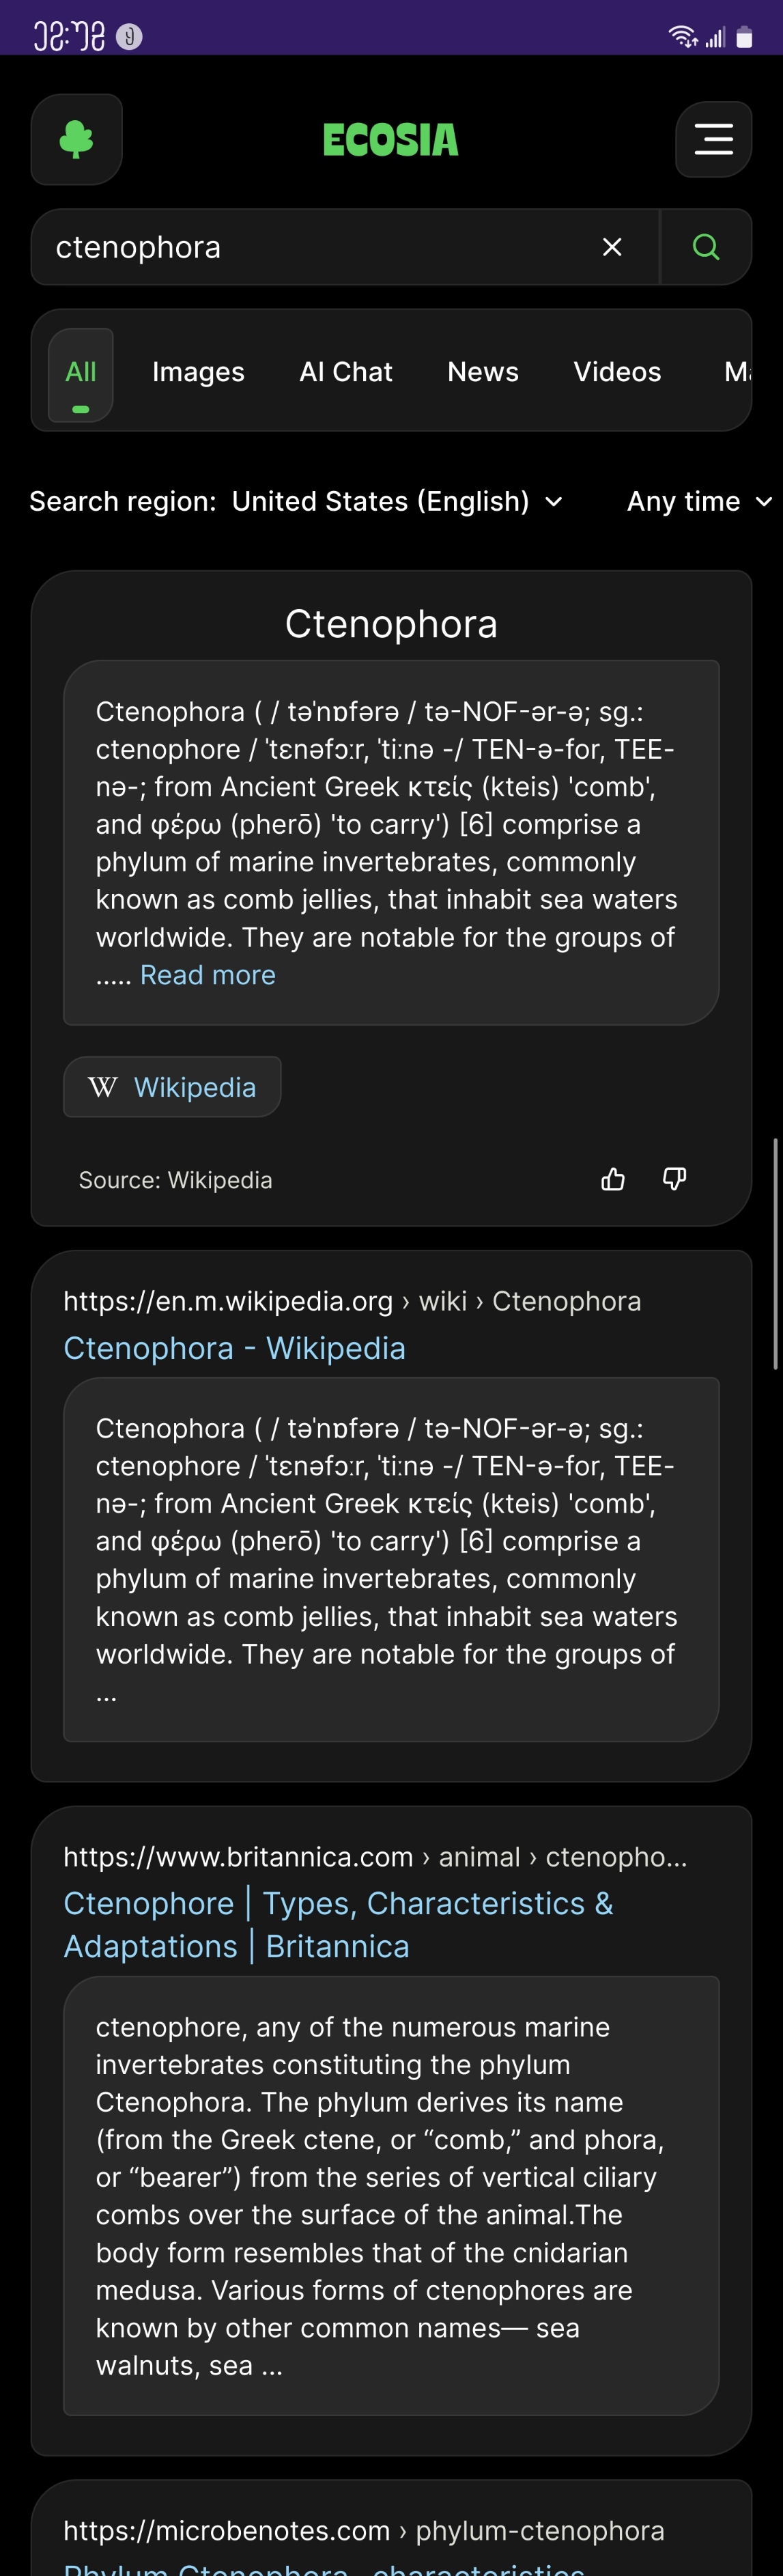 ECOSIA
ctenophora
All Images AI Chat News Videos Ma
Search region: United States (English) Any time
Ctenophora
Ctenophora ( / təˈnɒfərə / tə-NOF-ər-ə; sg.:
ctenophore / ˈtɛnəfɔːr, ˈtiːnə -/ TEN-ə-for, TEE-
nə-; from Ancient Greek κτείς (kteis) 'comb',
and φέρω (pherō) 'to carry') [6] comprise a
phylum of marine invertebrates, commonly
known as comb jellies, that inhabit sea waters
worldwide. They are notable for the groups of
..... Read more
W Wikipedia
Source: Wikipedia
https://en.m.wikipedia.org › wiki › Ctenophora
Ctenophora - Wikipedia
Ctenophora ( / təˈnɒfərə / tə-NOF-ər-ə; sg.:
ctenophore / ˈtɛnəfɔːr, ˈtiːnə -/ TEN-ə-for, TEE-
nə-; from Ancient Greek κτείς (kteis) 'comb',
and φέρω (pherō) 'to carry') [6] comprise a
phylum of marine invertebrates, commonly
known as comb jellies, that inhabit sea waters
worldwide. They are notable for the groups of
...
https://www.britannica.com › animal › ctenopho...
Ctenophore | Types, Characteristics &
Adaptations | Britannica
ctenophore, any of the numerous marine
invertebrates constituting the phylum
Ctenophora. The phylum derives its name
(from the Greek ctene, or “comb,” and phora,
or “bearer”) from the series of vertical ciliary
combs over the surface of the animal.The
body form resembles that of the cnidarian
medusa. Various forms of ctenophores are
known by other common names— sea
walnuts, sea ...
https://microbenotes.com › phylum-ctenophora
Phylum Ctenophora- characteristics